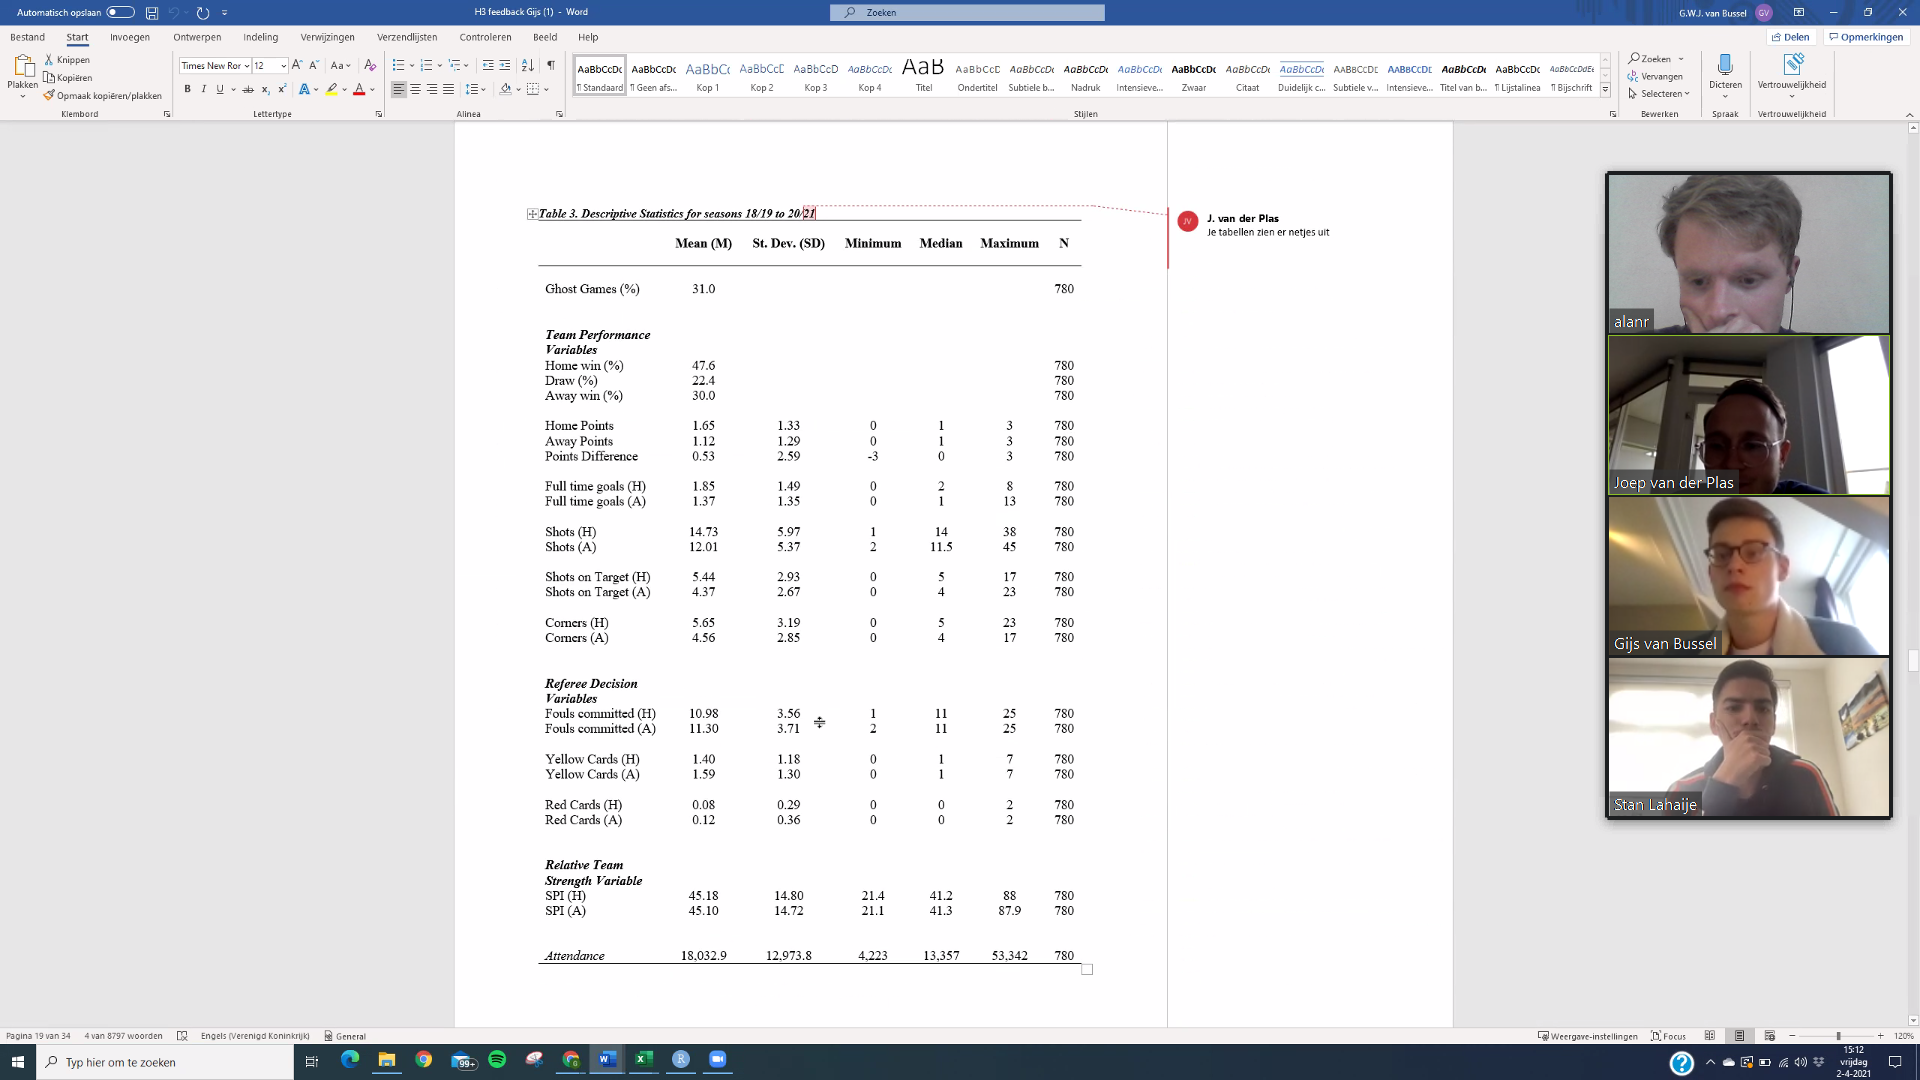 Automatisch opslaan
H3 feedback Gijs (1) - Word
Zoeken
G.W.J. van Bussel GV
Bestand Start Invoegen Ontwerpen Indeling Verwijzingen Verzendlijsten Controleren Beeld Help
Delen Opmerkingen
Plakken
Knippen
Kopiëren
Opmaak kopiëren/plakken
Klembord
Times New Ror 12
Lettertype
Alinea
AaBbCcDc AaBbCcDc AaBbCc AaBbCcE AaBbCcD AaBbCcDc AaB AaBbCcD AaBbCcDc AaBbCcDc AaBbCcDc AaBbCcDc AaBbCcDc AaBbCcDc AABBCCDE AABBCCDE AaBbCcDc AaBbCcDc AaBbCcDdEe
¶ Standaard ¶ Geen afs... Kop 1 Kop 2 Kop 3 Kop 4 Titel Ondertitel Subtiele b... Nadruk Intensieve... Zwaar Citaat Duidelijk c... Subtiele v... Intensieve... Titel van b... ¶ Lijstalinea ¶ Bijschrift
Stijlen
Zoeken
Vervangen
Selecteren
Bewerken
Dicteren
Spraak
Vertrouwelijkheid
Vertrouwelijkheid
Table 3. Descriptive Statistics for seasons 18/19 to 20/21
Mean (M) St. Dev. (SD) Minimum Median Maximum N
Ghost Games (%) 31.0 780
Team Performance
Variables
Home win (%) 47.6 780
Draw (%) 22.4 780
Away win (%) 30.0 780
Home Points 1.65 1.33 0 1 3 780
Away Points 1.12 1.29 0 1 3 780
Points Difference 0.53 2.59 -3 0 3 780
Full time goals (H) 1.85 1.49 0 2 8 780
Full time goals (A) 1.37 1.35 0 1 13 780
Shots (H) 14.73 5.97 1 14 38 780
Shots (A) 12.01 5.37 2 11.5 45 780
Shots on Target (H) 5.44 2.93 0 5 17 780
Shots on Target (A) 4.37 2.67 0 4 23 780
Corners (H) 5.65 3.19 0 5 23 780
Corners (A) 4.56 2.85 0 4 17 780
Referee Decision
Variables
Fouls committed (H) 10.98 3.56 1 11 25 780
Fouls committed (A) 11.30 3.71 2 11 25 780
Yellow Cards (H) 1.40 1.18 0 1 7 780
Yellow Cards (A) 1.59 1.30 0 1 7 780
Red Cards (H) 0.08 0.29 0 0 2 780
Red Cards (A) 0.12 0.36 0 0 2 780
Relative Team
Strength Variable
SPI (H) 45.18 14.80 21.4 41.2 88 780
SPI (A) 45.10 14.72 21.1 41.3 87.9 780
Attendance 18,032.9 12,973.8 4,223 13,357 53,342 780
JV J. van der Plas
Je tabellen zien er netjes uit
alanr
Joep van der Plas
Gijs van Bussel
Stan Lahaije
Pagina 19 van 34 4 van 8797 woorden Engels (Verenigd Koninkrijk) General
Weergave-instellingen Focus 120%
Typ hier om te zoeken
99+
15:12
vrijdag
2-4-2021